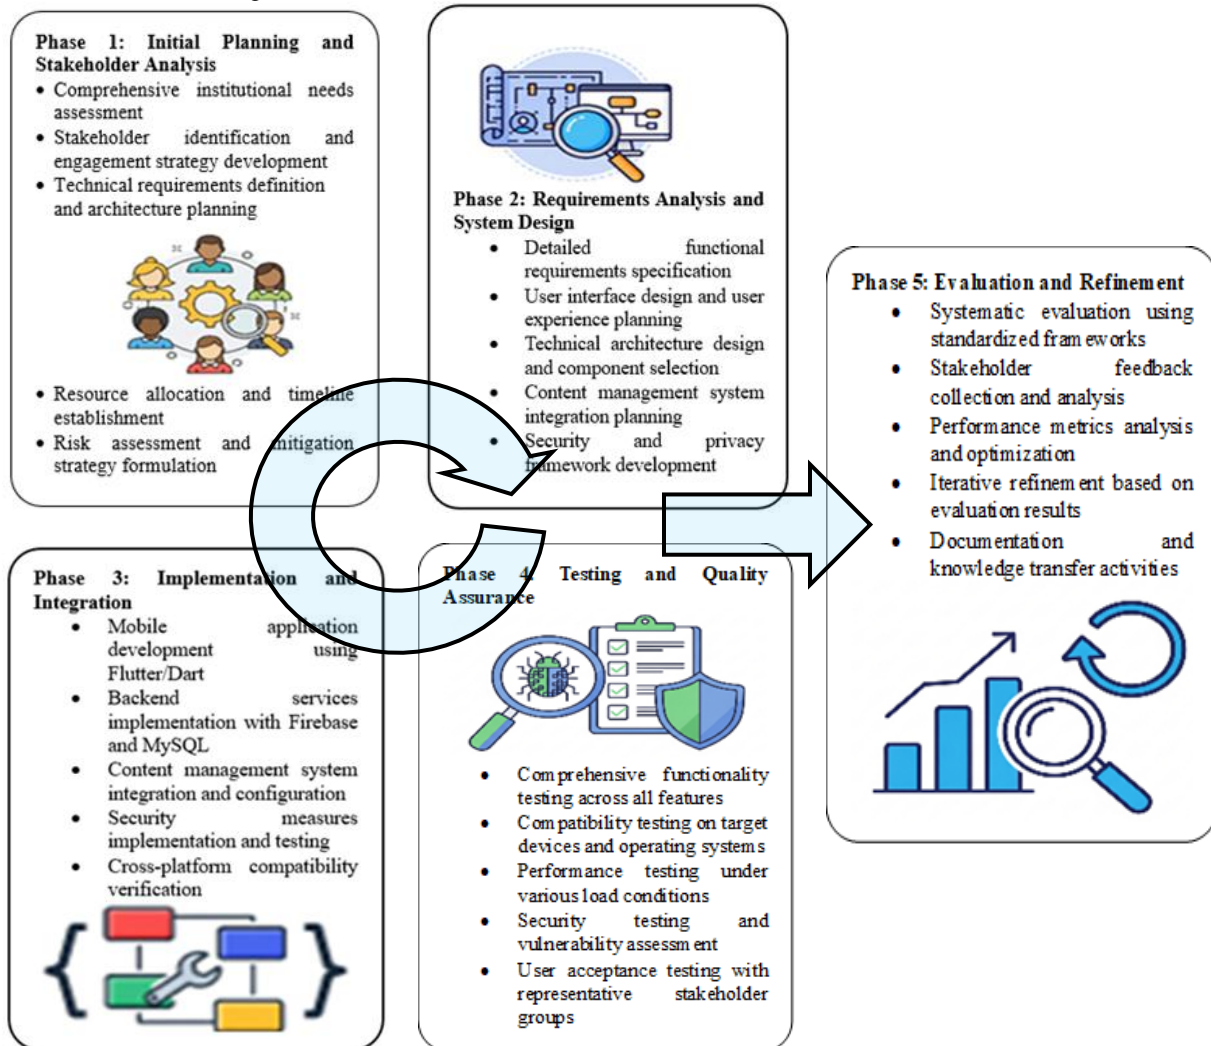 Phase 1: Initial Planning and
Stakeholder Analysis
• Comprehensive institutional needs
assessment
• Stakeholder identification and
engagement strategy development
• Technical requirements definition
and architecture planning
• Resource allocation and timeline
establishment
• Risk assessment and mitigation
strategy formulation
Phase 2: Requirements Analysis and
System Design
• Detailed functional
requirements specification
• User interface design and user
experience planning
• Technical architecture design
and component selection
• Content management system
integration planning
• Security and privacy
framework development
Phase 3: Implementation and
Integration
• Mobile application
development using
Flutter/Dart
• Backend services
implementation with Firebase
and MySQL
• Content management system
integration and configuration
• Security measures
implementation and testing
• Cross-platform compatibility
verification
Phase 4: Testing and Quality
Assurance
• Comprehensive functionality
testing across all features
• Compatibility testing on target
devices and operating systems
• Performance testing under
various load conditions
• Security testing and
vulnerability assessment
• User acceptance testing with
representative stakeholder
groups
Phase 5: Evaluation and Refinement
• Systematic evaluation using
standardized frameworks
• Stakeholder feedback
collection and analysis
• Performance metrics analysis
and optimization
• Iterative refinement based on
evaluation results
• Documentation and
knowledge transfer activities